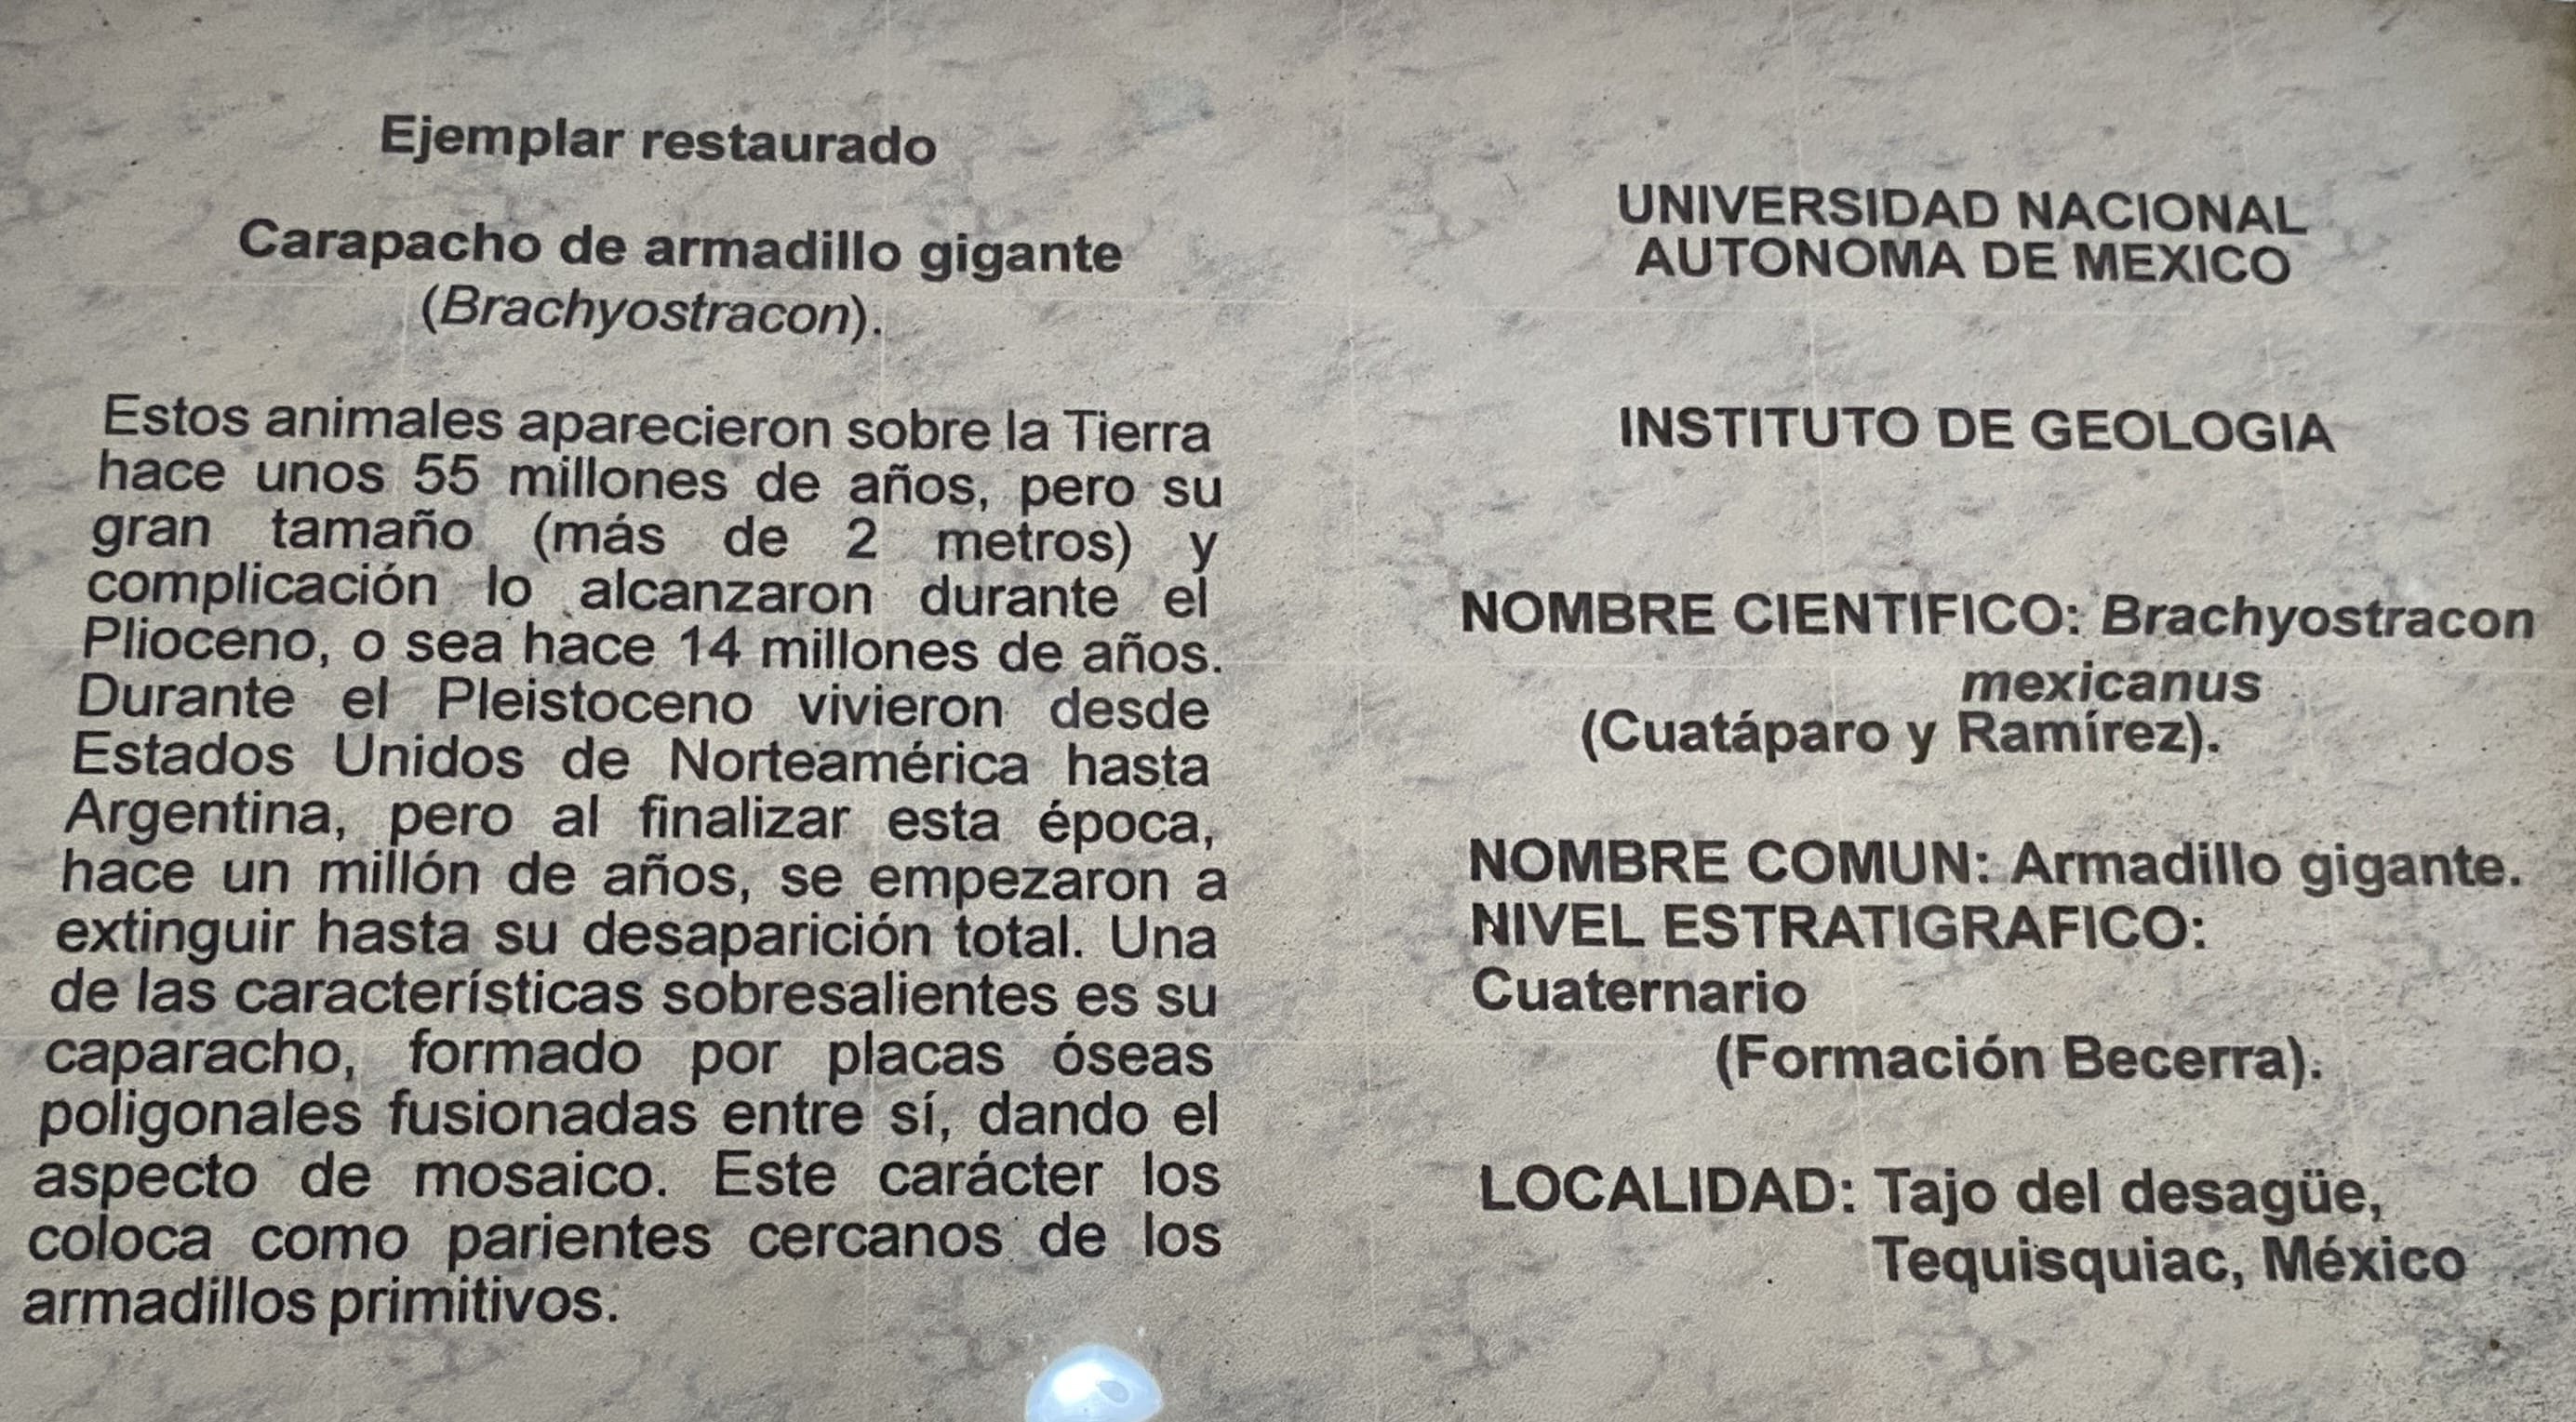 Ejemplar restaurado
Carapacho de armadillo gigante
(Brachyostracon).
Estos animales aparecieron sobre la Tierra
hace unos 55 millones de años, pero su
gran tamaño (más de 2 metros) y
complicación lo alcanzaron durante el
Plioceno, o sea hace 14 millones de años.
Durante el Pleistoceno vivieron desde
Estados Unidos de Norteamérica hasta
Argentina, pero al finalizar esta época,
hace un millón de años, se empezaron a
extinguir hasta su desaparición total. Una
de las características sobresalientes es su
caparacho, formado por placas óseas
poligonales fusionadas entre sí, dando el
aspecto de mosaico. Este carácter los
coloca como parientes cercanos de los
armadillos primitivos.
UNIVERSIDAD NACIONAL
AUTONOMA DE MEXICO
INSTITUTO DE GEOLOGIA
NOMBRE CIENTIFICO: Brachyostracon
mexicanus
(Cuatáparo y Ramírez).
NOMBRE COMUN: Armadillo gigante.
NIVEL ESTRATIGRAFICO:
Cuaternario
(Formación Becerra).
LOCALIDAD: Tajo del desagüe,
Tequisquiac, México